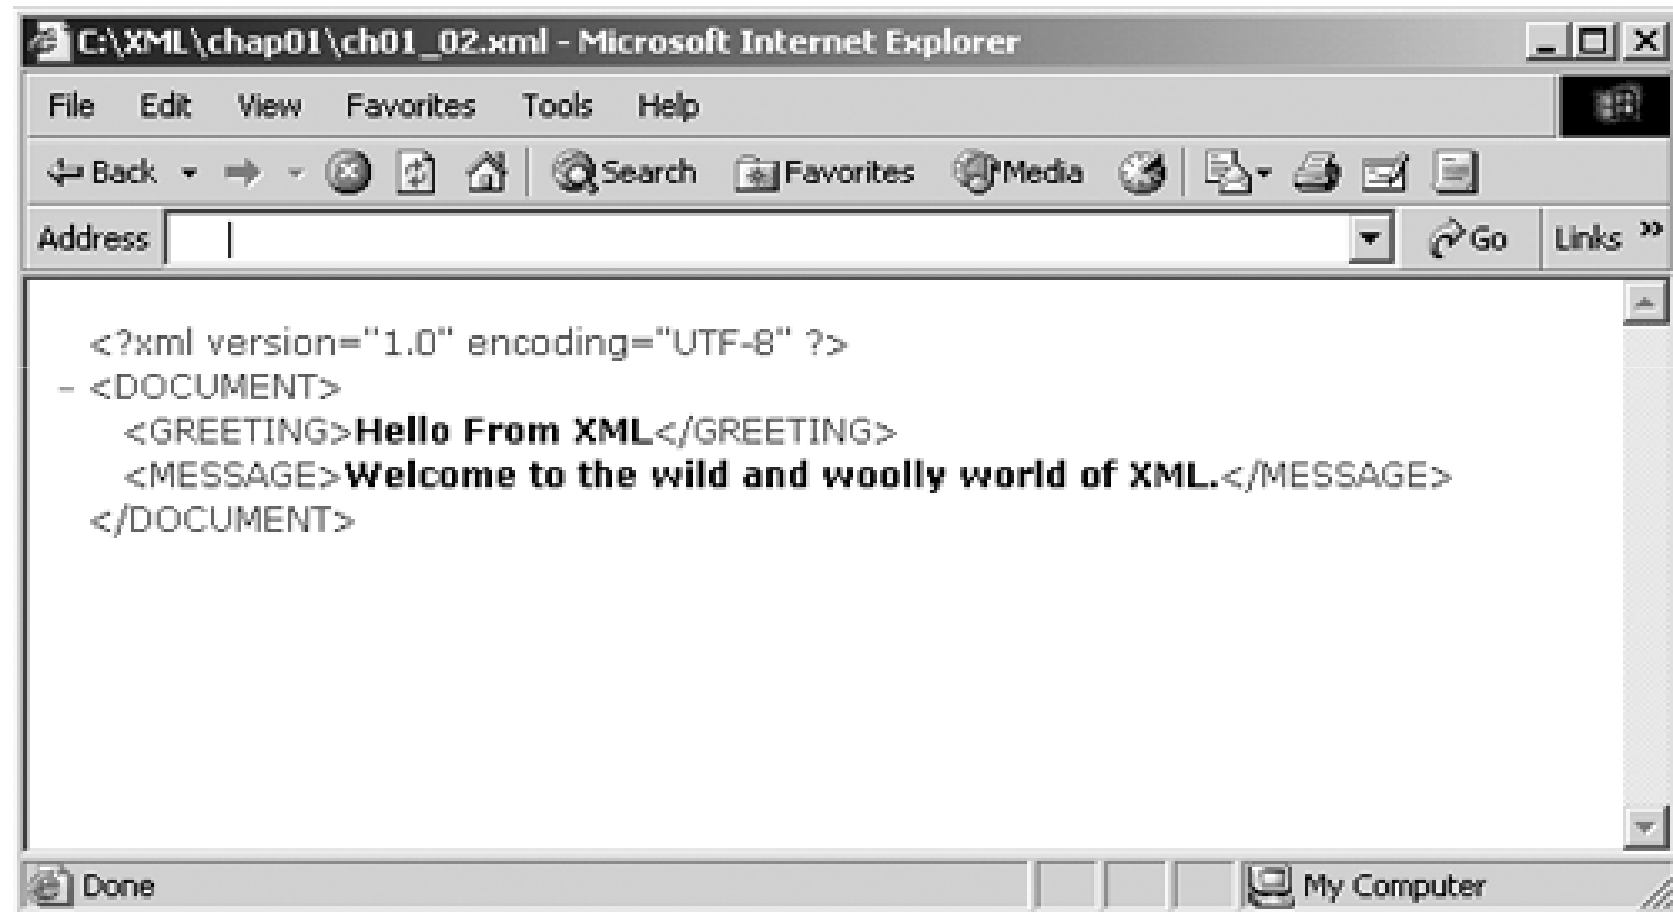 C:\XML\chap01\ch01_02.xml - Microsoft Internet Explorer
File Edit View Favorites Tools Help
Back Search Favorites Media
Address Go Links »
<?xml version="1.0" encoding="UTF-8" ?>
- <DOCUMENT>
<GREETING>Hello From XML</GREETING>
<MESSAGE>Welcome to the wild and woolly world of XML.</MESSAGE>
</DOCUMENT>
Done My Computer